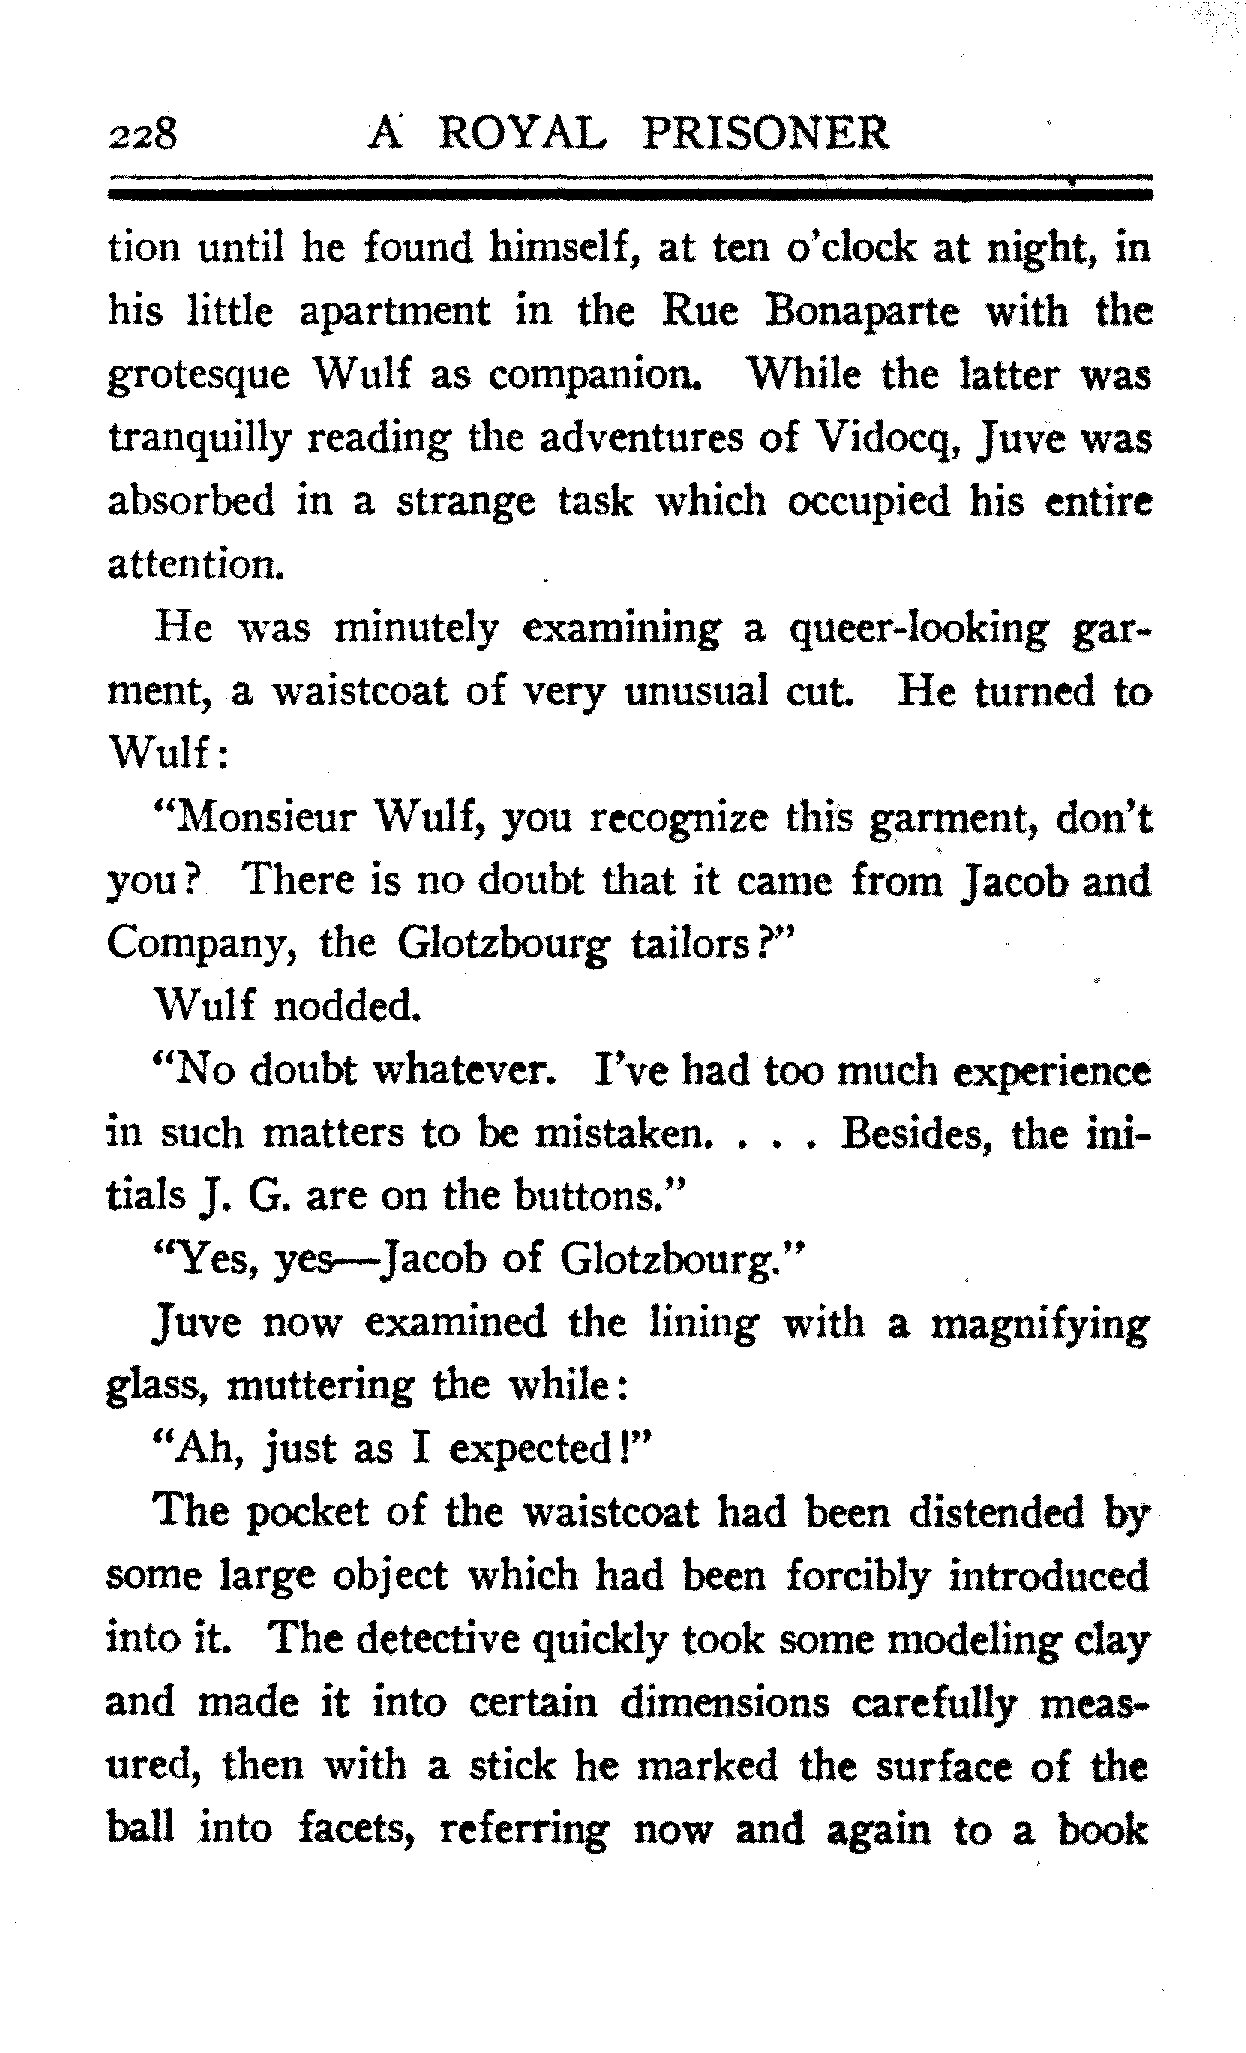 228 A ROYAL PRISONER
tion until he found himself, at ten o'clock at night, in
his little apartment in the Rue Bonaparte with the
grotesque Wulf as companion. While the latter was
tranquilly reading the adventures of Vidocq, Juve was
absorbed in a strange task which occupied his entire
attention.
He was minutely examining a queer-looking gar-
ment, a waistcoat of very unusual cut. He turned to
Wulf:
"Monsieur Wulf, you recognize this garment, don't
you? There is no doubt that it came from Jacob and
Company, the Glotzbourg tailors?"
Wulf nodded.
"No doubt whatever. I've had too much experience
in such matters to be mistaken. . . . Besides, the ini-
tials J. G. are on the buttons."
"Yes, yes—Jacob of Glotzbourg."
Juve now examined the lining with a magnifying
glass, muttering the while:
"Ah, just as I expected!"
The pocket of the waistcoat had been distended by
some large object which had been forcibly introduced
into it. The detective quickly took some modeling clay
and made it into certain dimensions carefully meas-
ured, then with a stick he marked the surface of the
ball into facets, referring now and again to a book